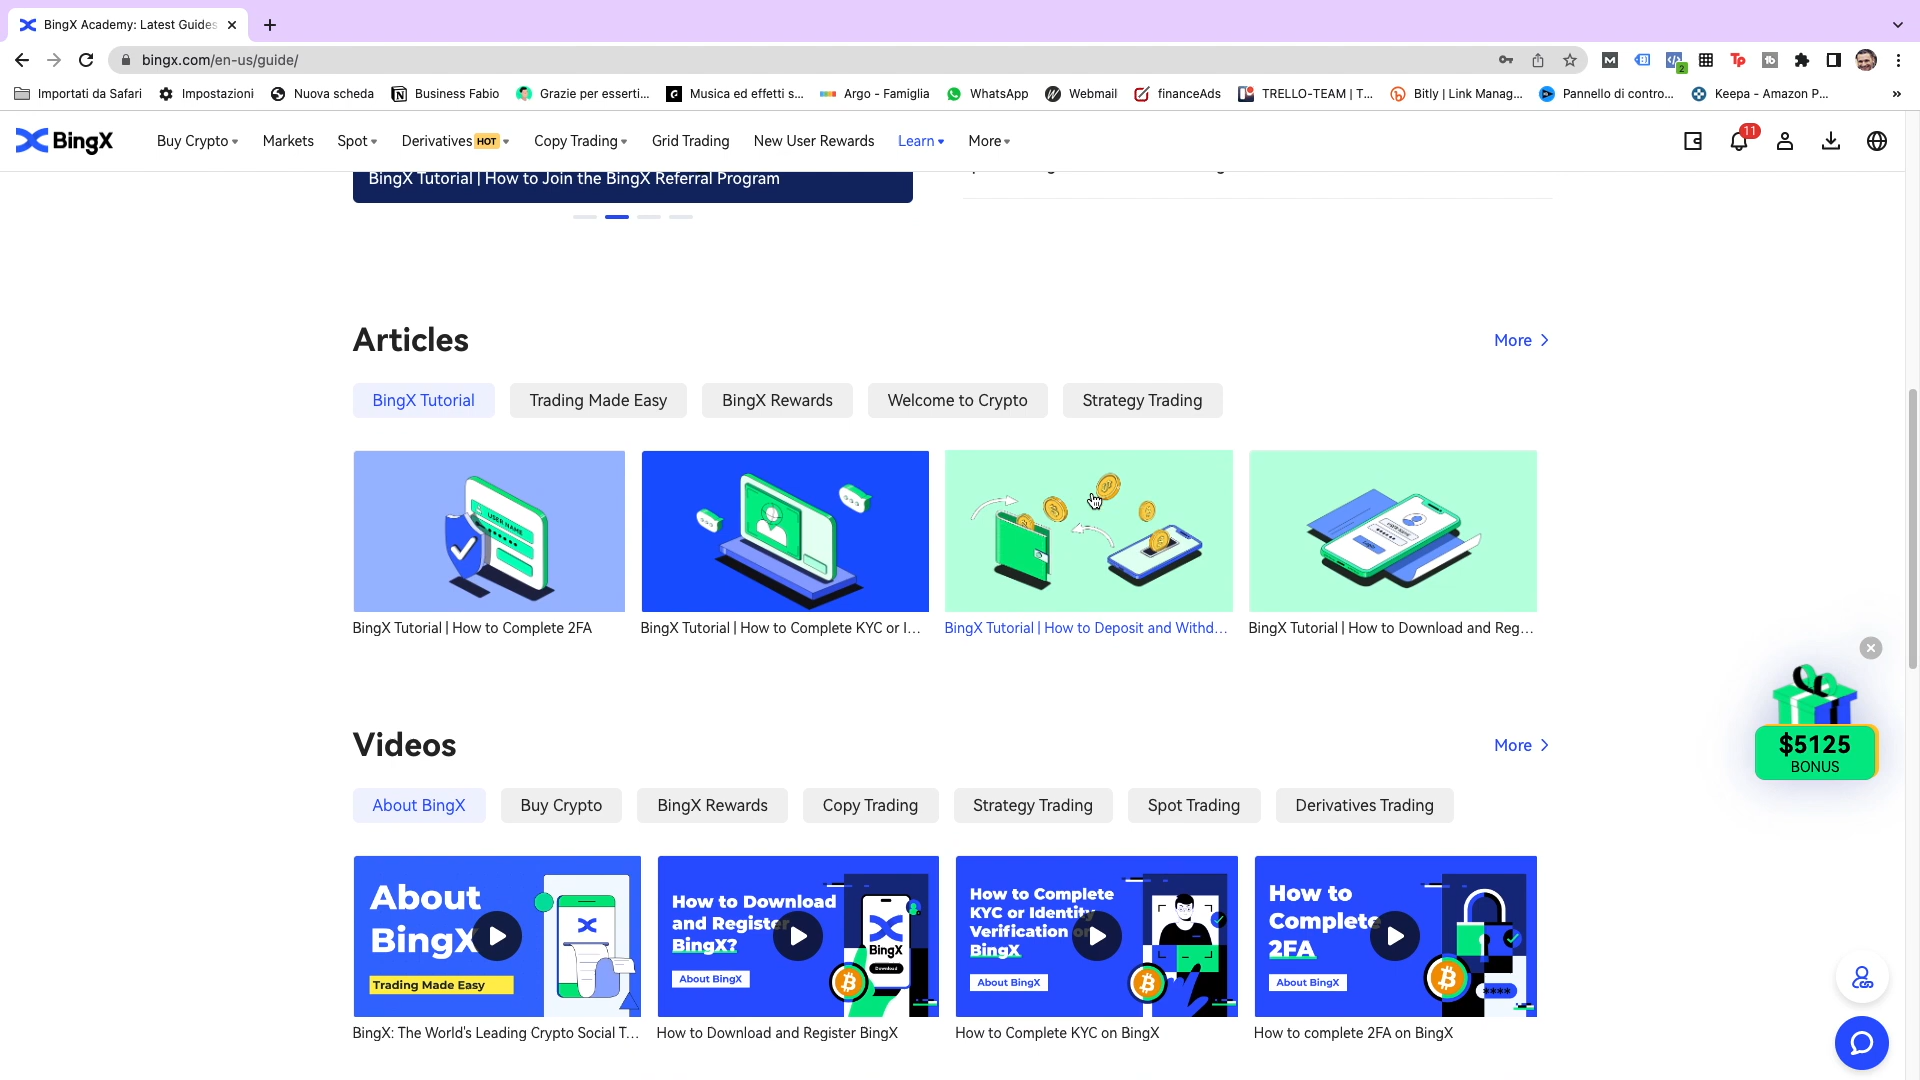 BingX Academy: Latest Guides
bingx.com/en-us/guide/
2
Importati da Safari
Impostazioni
Nuova scheda
Business Fabio
Grazie per esserti...
Musica ed effetti s...
Argo - Famiglia
WhatsApp
Webmail
financeAds
TRELLO-TEAM | T...
Bitly | Link Manag...
Pannello di contro...
Keepa - Amazon P...
BingX
Buy Crypto
Markets
Spot
Derivatives HOT
Copy Trading
Grid Trading
New User Rewards
Learn
More
11
BingX Tutorial | How to Join the BingX Referral Program
Articles
More
BingX Tutorial
Trading Made Easy
BingX Rewards
Welcome to Crypto
Strategy Trading
USER NAME
BingX Tutorial | How to Complete 2FA
BingX Tutorial | How to Complete KYC or I...
BingX Tutorial | How to Deposit and Withd...
BingX Tutorial | How to Download and Reg...
$5125
BONUS
Videos
More
About BingX
Buy Crypto
BingX Rewards
Copy Trading
Strategy Trading
Spot Trading
Derivatives Trading
About
BingX
Trading Made Easy
How to Download
and Register
BingX?
About BingX
BingX
Download
How to Complete
KYC or Identity
Verification on
BingX
About BingX
How to
Complete
2FA
About BingX
****
BingX: The World's Leading Crypto Social T...
How to Download and Register BingX
How to Complete KYC on BingX
How to complete 2FA on BingX